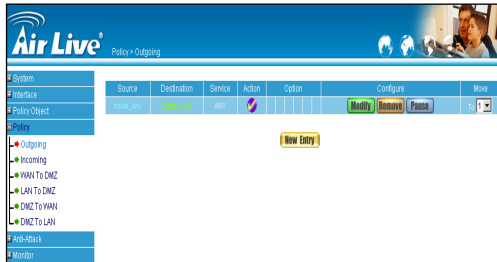 Air Live®
Policy > Outgoing
System
Interface
Policy Object
Policy
Outgoing
Incoming
WAN To DMZ
LAN To DMZ
DMZ To WAN
DMZ To LAN
Anti-Attack
Monitor
Source Destination Service Action Option Configure Move
Inside_Any Outside_Any ANY Modify Remove Pause To 1
New Entry